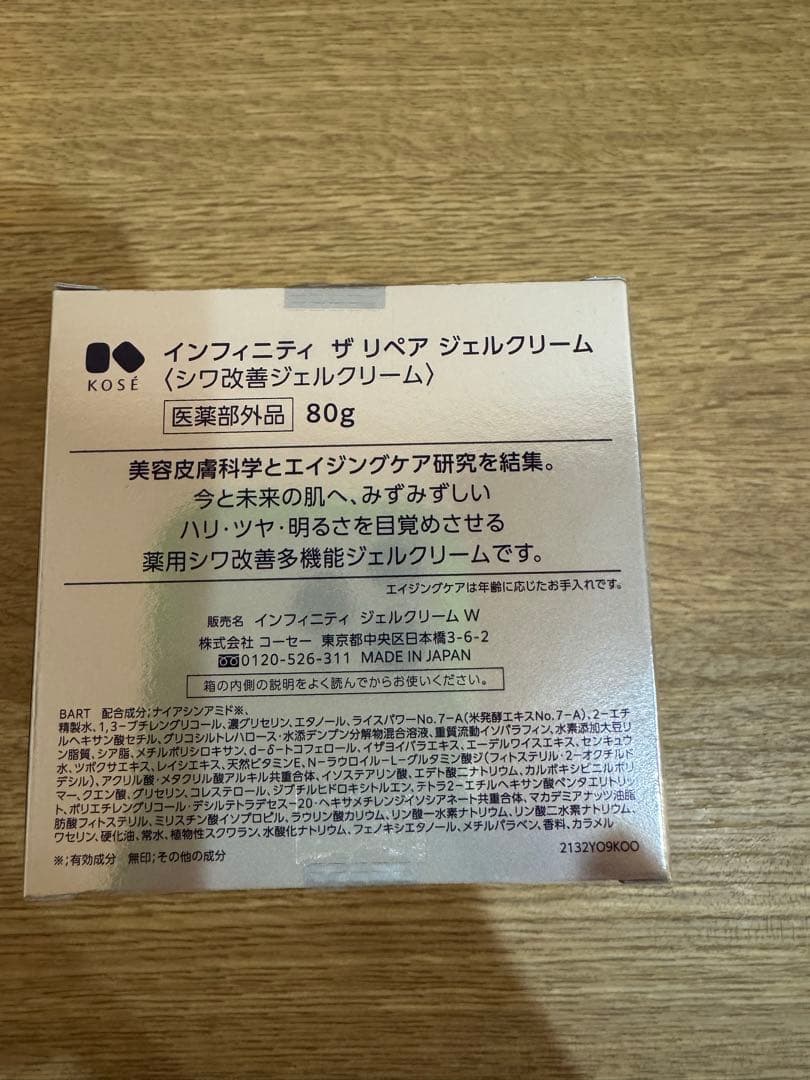 KOSÉ
インフィニティ ザ リペア ジェルクリーム
〈シワ改善ジェルクリーム〉
医薬部外品 80g
美容皮膚科学とエイジングケア研究を結集。
今と未来の肌へ、みずみずしい
ハリ・ツヤ・明るさを目覚めさせる
薬用シワ改善多機能ジェルクリームです。
エイジングケアは年齢に応じたお手入れです。
販売名 インフィニティ ジェルクリーム W
株式会社 コーセー 東京都中央区日本橋3-6-2
0120-526-311 MADE IN JAPAN
箱の内側の説明をよく読んでからお使いください。
BART 配合成分;ナイアシンアミド※、
精製水、1,3-ブチレングリコール、濃グリセリン、エタノール、ライスパワーNo.7-A(米発酵エキスNo.7-A)、2-エチ
ルヘキサン酸セチル、グリコシルトレハロース・水添デンプン分解物混合溶液、重質流動イソパラフィン、水素添加大豆リ
ン脂質、シア脂、メチルポリシロキサン、d-δ-トコフェロール、イザヨイバラエキス、エーデルワイスエキス、センキュウ
水、ツボクサエキス、レイシエキス、天然ビタミンE、N-ラウロイル-L-グルタミン酸ジ(フィトステリル・2-オクチルド
デシル)、アクリル酸・メタクリル酸アルキル共重合体、イソステアリン酸、エデト酸二ナトリウム、カルボキシビニルポリ
マー、クエン酸、グリセリン、コレステロール、ジブチルヒドロキシトルエン、テトラ2-エチルヘキサン酸ペンタエリトリッ
ト、ポリエチレングリコール・デシルテトラデセス-20・ヘキサメチレンジイソシアネート共重合体、マカデミアナッツ油脂
肪酸フィトステリル、ミリスチン酸イソプロピル、ラウリン酸カリウム、リン酸一水素ナトリウム、リン酸二水素ナトリウム、
ワセリン、硬化油、常水、植物性スクワラン、水酸化ナトリウム、フェノキシエタノール、メチルパラベン、香料、カラメル
※;有効成分 無印;その他の成分
2132YO9KOO